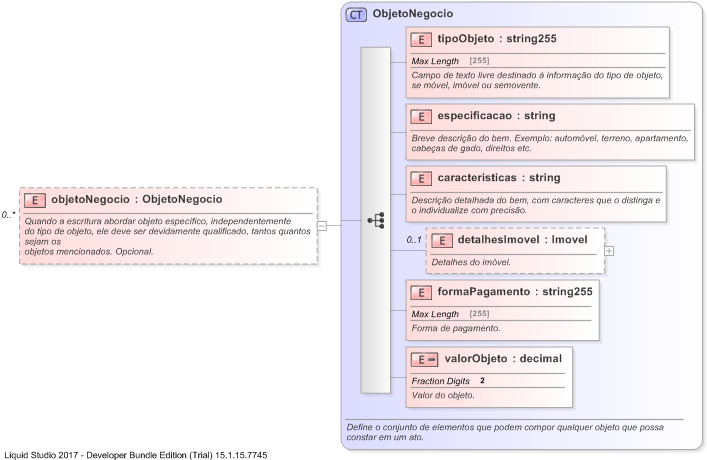 CT ObjetoNegocio
E tipoObjeto : string255
Max Length [255]
Campo de texto livre destinado à informação do tipo de objeto,
se móvel, imóvel ou semovente.
E especificacao : string
Breve descrição do bem. Exemplo: automóvel, terreno, apartamento,
cabeças de gado, direitos etc.
E caracteristicas : string
Descrição detalhada do bem, com caracteres que o distinga e
o individualize com precisão.
E objetoNegocio : ObjetoNegocio
0..*
Quando a escritura abordar objeto específico, independentemente
do tipo de objeto, ele deve ser devidamente qualificado, tantos quantos
sejam os
objetos mencionados. Opcional.
0..1
E detalhesImovel : Imovel
Detalhes do imóvel.
E formaPagamento : string255
Max Length [255]
Forma de pagamento.
E valorObjeto : decimal
Fraction Digits 2
Valor do objeto.
Define o conjunto de elementos que podem compor qualquer objeto que possa
constar em um ato.
Liquid Studio 2017 - Developer Bundle Edition (Trial) 15.1.15.7745